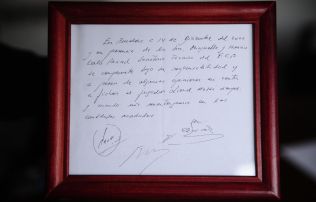 En Barcelona a 14 de Diciembre del 2000
y en presencia de los Sres. Minguella y Horacio
Carles Rexach Secretario Técnico del F.C.B.
se compromete bajo su responsabilidad y
a pesar de algunas opiniones en contra
a fichar al jugador Lionel Messi siempre
y cuando nos mantengamos en las
cantidades acordadas